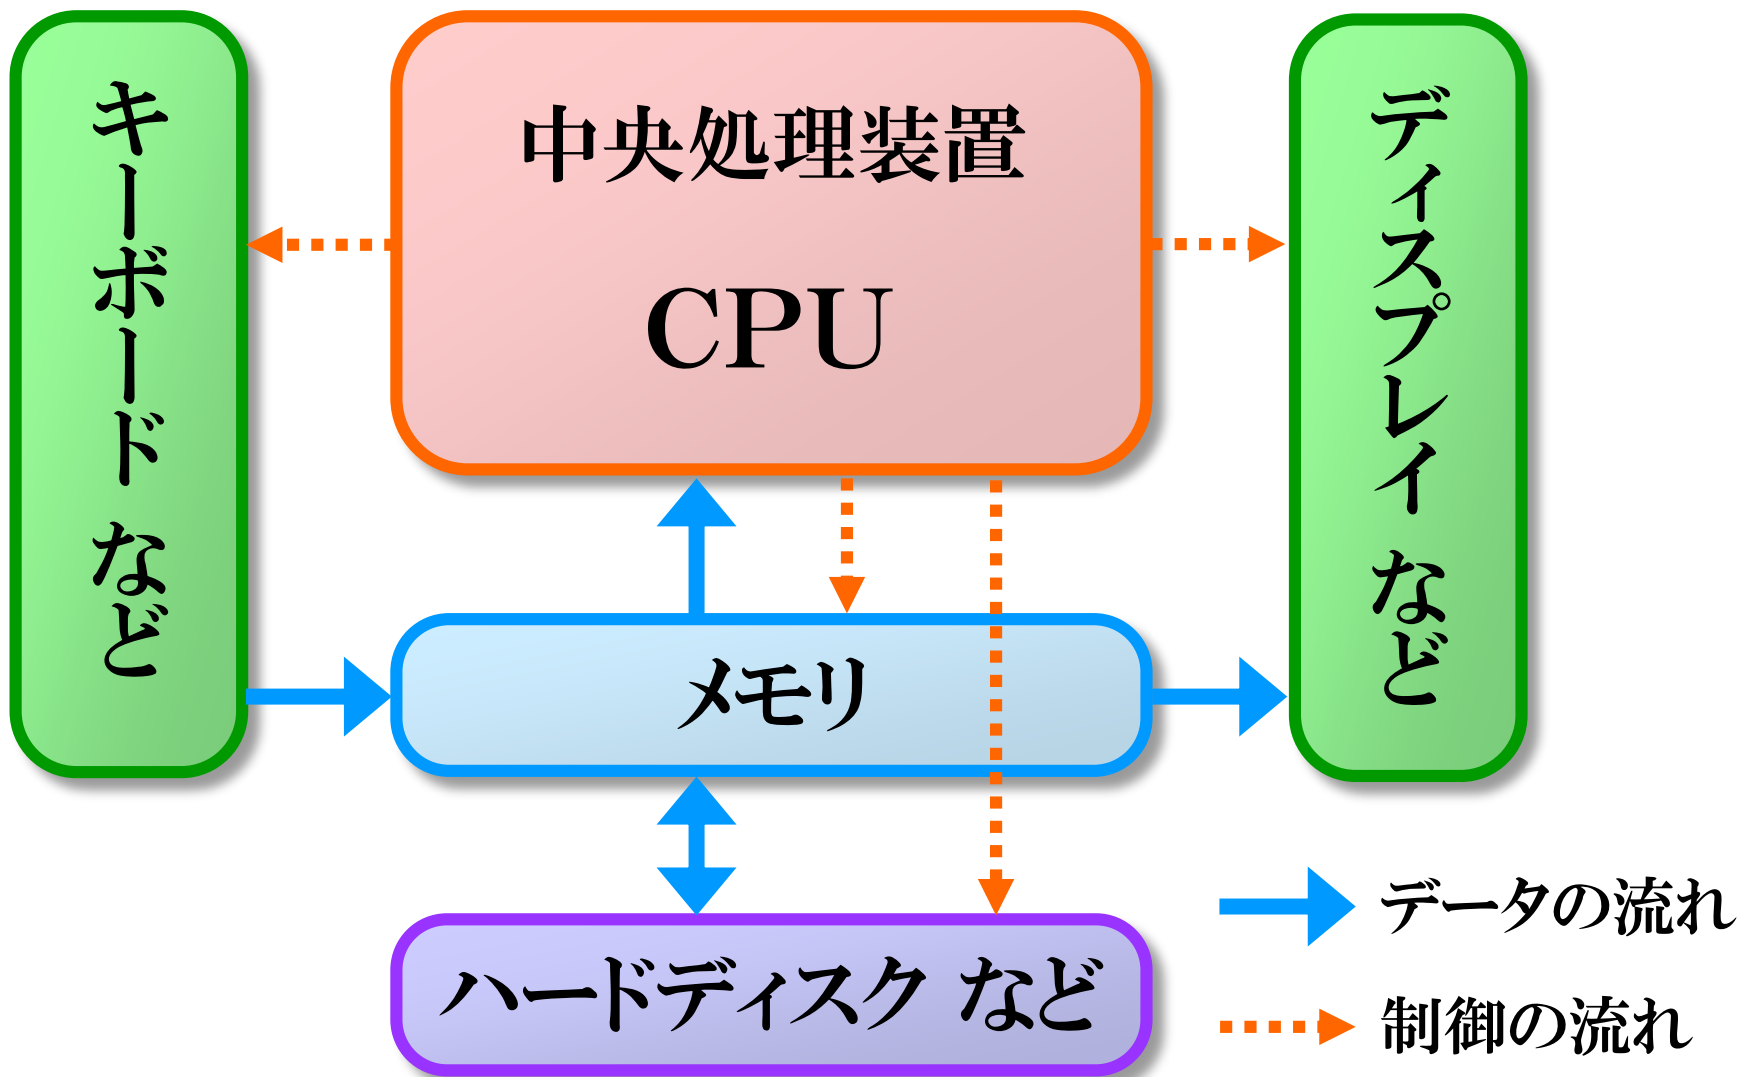 キーボード など
中央処理装置
CPU
ディスプレイ など
メモリ
ハードディスク など
データの流れ
制御の流れ